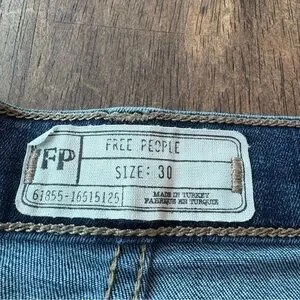 FP
FREE PEOPLE
SIZE: 30
61855-16515125
MADE IN TURKEY
FABRIQUE EN TURQUIE